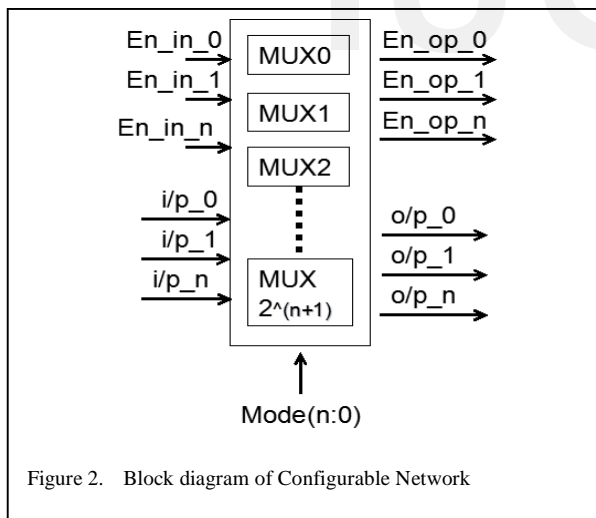 En_in_0
En_in_1
En_in_n
i/p_0
i/p_1
i/p_n
MUX0
MUX1
MUX2
MUX
2^(n+1)
En_op_0
En_op_1
En_op_n
o/p_0
o/p_1
o/p_n
Mode(n:0)
Figure 2. Block diagram of Configurable Network